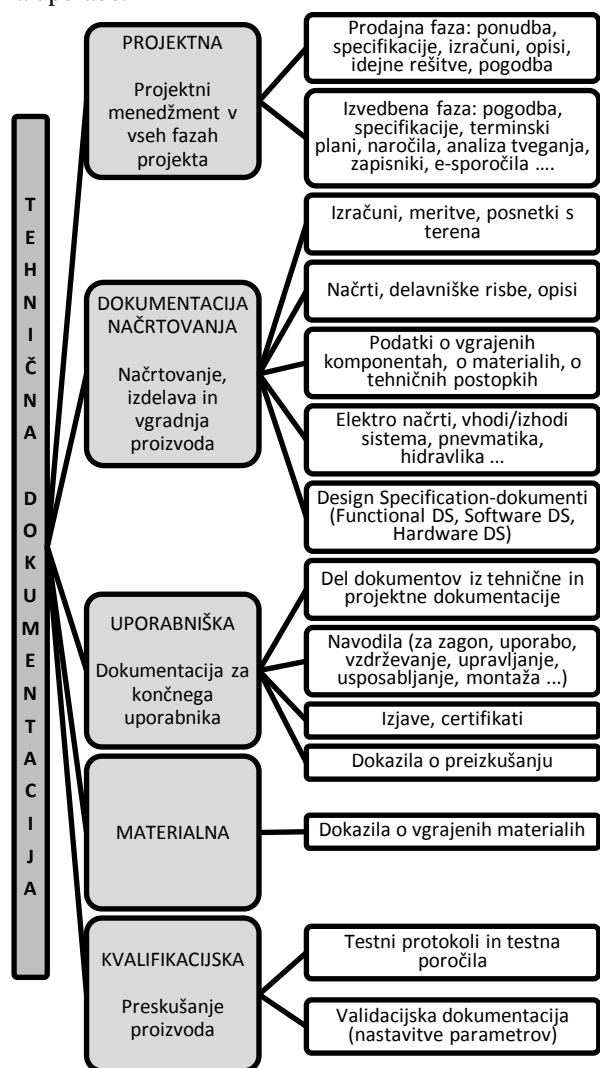 TEHNIČNA DOKUMENTACIJA
PROJEKTNA
Projektni
menedžment v
vseh fazah
projekta
Prodajna faza: ponudba,
specifikacije, izračuni, opisi,
idejne rešitve, pogodba
Izvedbena faza: pogodba,
specifikacije, terminski
plani, naročila, analiza tveganja,
zapisniki, e-sporočila ....
DOKUMENTACIJA
NAČRTOVANJA
Načrtovanje,
izdelava in
vgradnja
proizvoda
Izračuni, meritve, posnetki s
terena
Načrti, delavniške risbe, opisi
Podatki o vgrajenih
komponentah, o materialih, o
tehničnih postopkih
Elektro načrti, vhodi/izhodi
sistema, pnevmatika,
hidravlika ...
Design Specification-dokumenti
(Functional DS, Software DS,
Hardware DS)
UPORABNIŠKA
Dokumentacija za
končnega
uporabnika
Del dokumentov iz tehnične in
projektne dokumentacije
Navodila (za zagon, uporabo,
vzdrževanje, upravljanje,
usposabljanje, montaža ...)
Izjave, certifikati
Dokazila o preizkušanju
MATERIALNA
Dokazila o vgrajenih materialih
KVALIFIKACIJSKA
Preskušanje
proizvoda
Testni protokoli in testna
poročila
Validacijska dokumentacija
(nastavitve parametrov)